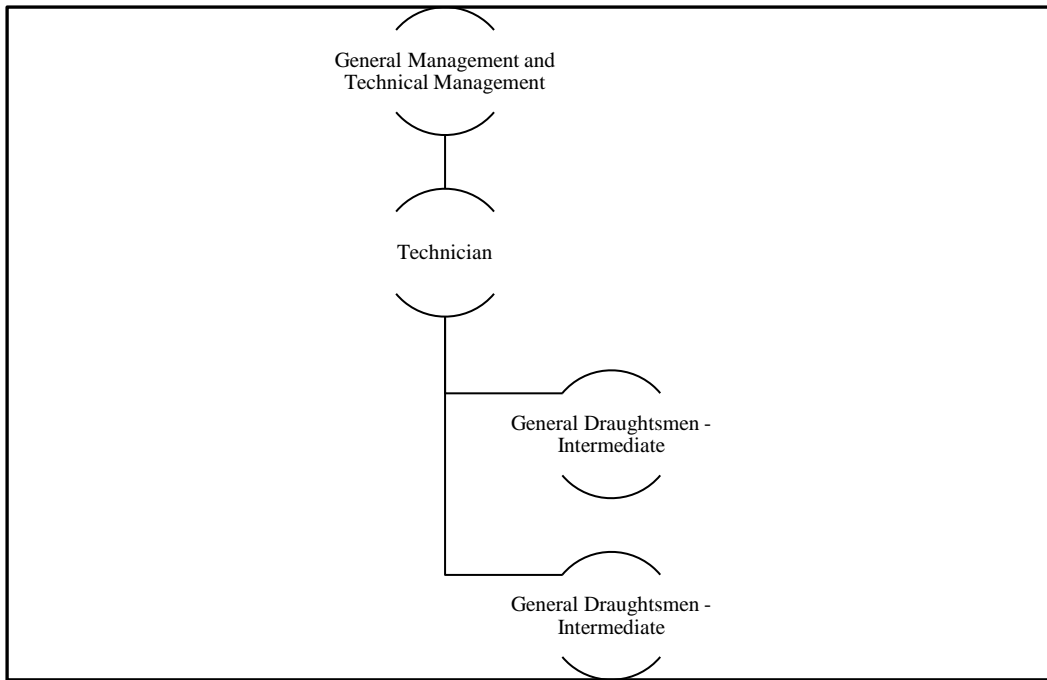 General Management and
Technical Management
Technician
General Draughtsmen -
Intermediate
General Draughtsmen -
Intermediate